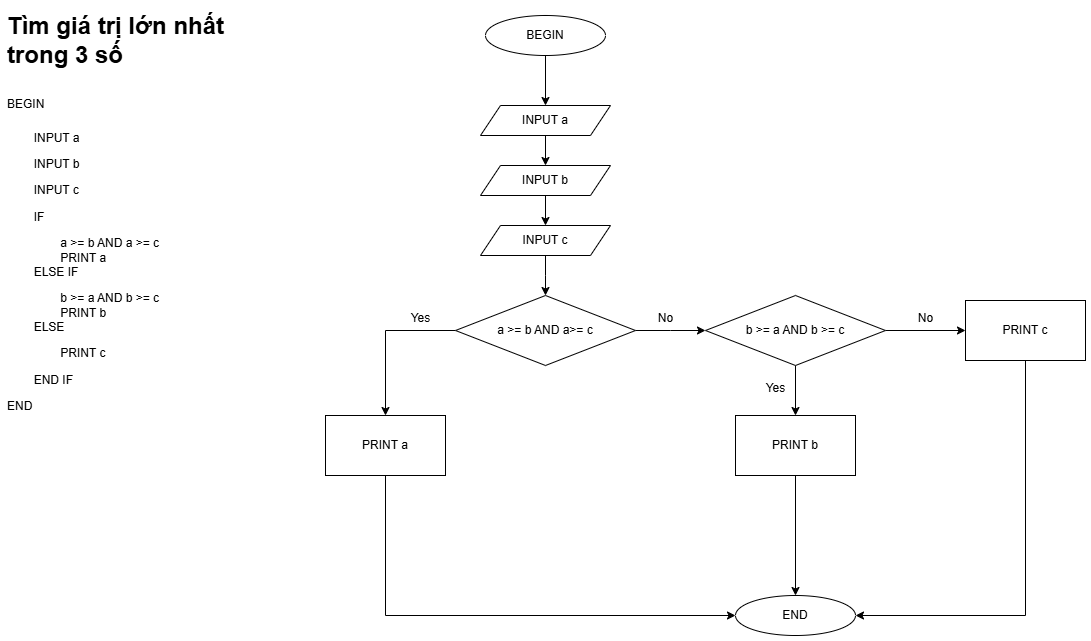 Tìm giá trị lớn nhất
trong 3 số
BEGIN
INPUT a
INPUT b
INPUT c
IF
a >= b AND a >= c
PRINT a
ELSE IF
b >= a AND b >= c
PRINT b
ELSE
PRINT c
END IF
END
BEGIN
INPUT a
INPUT b
INPUT c
a >= b AND a>= c
Yes
No
b >= a AND b >= c
No
PRINT c
Yes
PRINT a
PRINT b
END